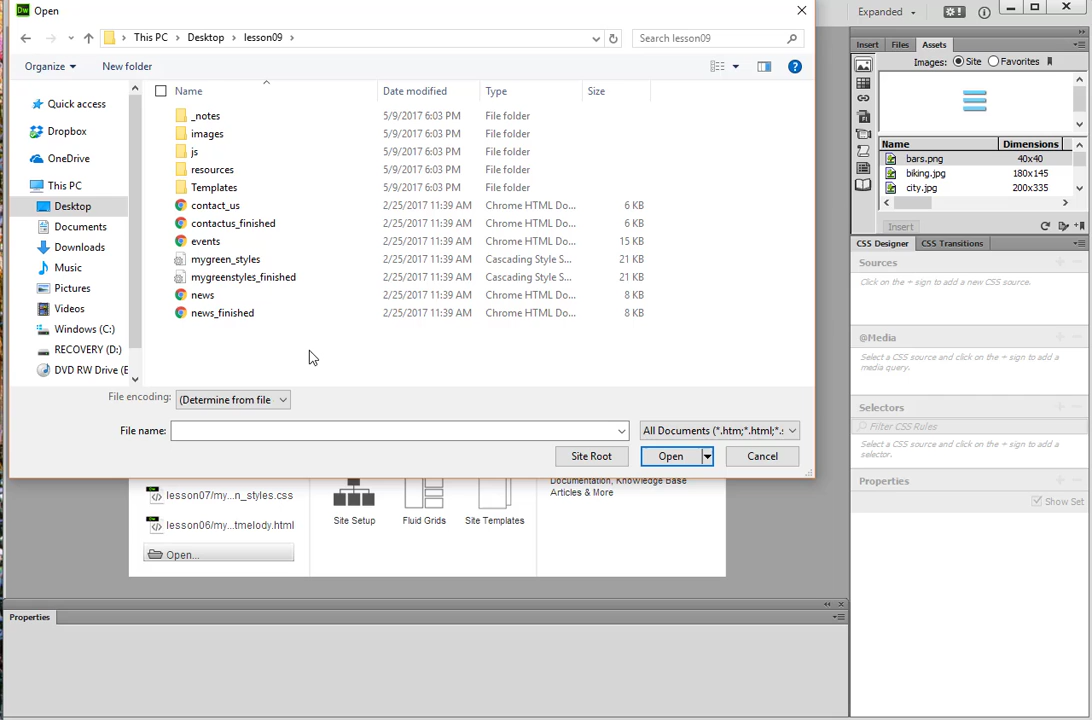 Dw Open
Expanded
This PC > Desktop > lesson09 >
Search lesson09
Organize
New folder
Name
Date modified
Type
Size
Quick access
Dropbox
OneDrive
This PC
Desktop
Documents
Downloads
Music
Pictures
Videos
Windows (C:)
RECOVERY (D:)
DVD RW Drive (E
_notes 5/9/2017 6:03 PM File folder
images 5/9/2017 6:03 PM File folder
js 5/9/2017 6:03 PM File folder
resources 5/9/2017 6:03 PM File folder
Templates 5/9/2017 6:03 PM File folder
contact_us 2/25/2017 11:39 AM Chrome HTML Do... 6 KB
contactus_finished 2/25/2017 11:39 AM Chrome HTML Do... 6 KB
events 2/25/2017 11:39 AM Chrome HTML Do... 15 KB
mygreen_styles 2/25/2017 11:39 AM Cascading Style S... 21 KB
mygreenstyles_finished 2/25/2017 11:39 AM Cascading Style S... 21 KB
news 2/25/2017 11:39 AM Chrome HTML Do... 8 KB
news_finished 2/25/2017 11:39 AM Chrome HTML Do... 8 KB
File encoding: (Determine from file
File name:
All Documents (*.htm;*.html;*.s
Site Root
Open
Cancel
lesson07/my...n_styles.css
lesson06/my...tmelody.html
Open...
Site Setup
Fluid Grids
Site Templates
Documentation, Knowledge Base
Articles & More
Properties
Insert
Files
Assets
Images: Site Favorites
Name Dimensions
bars.png 40x40
biking.jpg 180x145
city.jpg 200x335
Insert
CSS Designer
CSS Transitions
Sources
Click on the + sign to add a new CSS source.
@Media
Select a CSS source and click on the + sign to add a
media query.
Selectors
Filter CSS Rules
Select a CSS source and click on the + sign to add a
selector.
Properties
Show Set